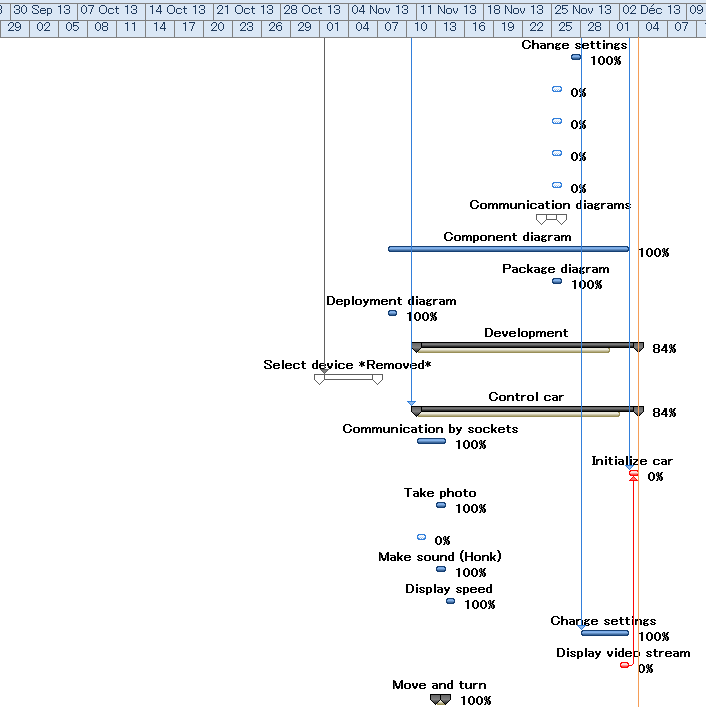 3 30 Sep 13 07 Oct 13 14 Oct 13 21 Oct 13 28 Oct 13 04 Nov 13 11 Nov 13 18 Nov 13 25 Nov 13 02 Déc 13 09
29 02 05 08 11 14 17 20 23 26 29 01 04 07 10 13 16 19 22 25 28 01 04 07 10
Change settings
100%
0%
0%
0%
0%
Communication diagrams
Component diagram
100%
Package diagram
100%
Deployment diagram
100%
Development
84%
Select device *Removed*
Control car
84%
Communication by sockets
100%
Initialize car
0%
Take photo
100%
0%
Make sound (Honk)
100%
Display speed
100%
Change settings
100%
Display video stream
0%
Move and turn
100%